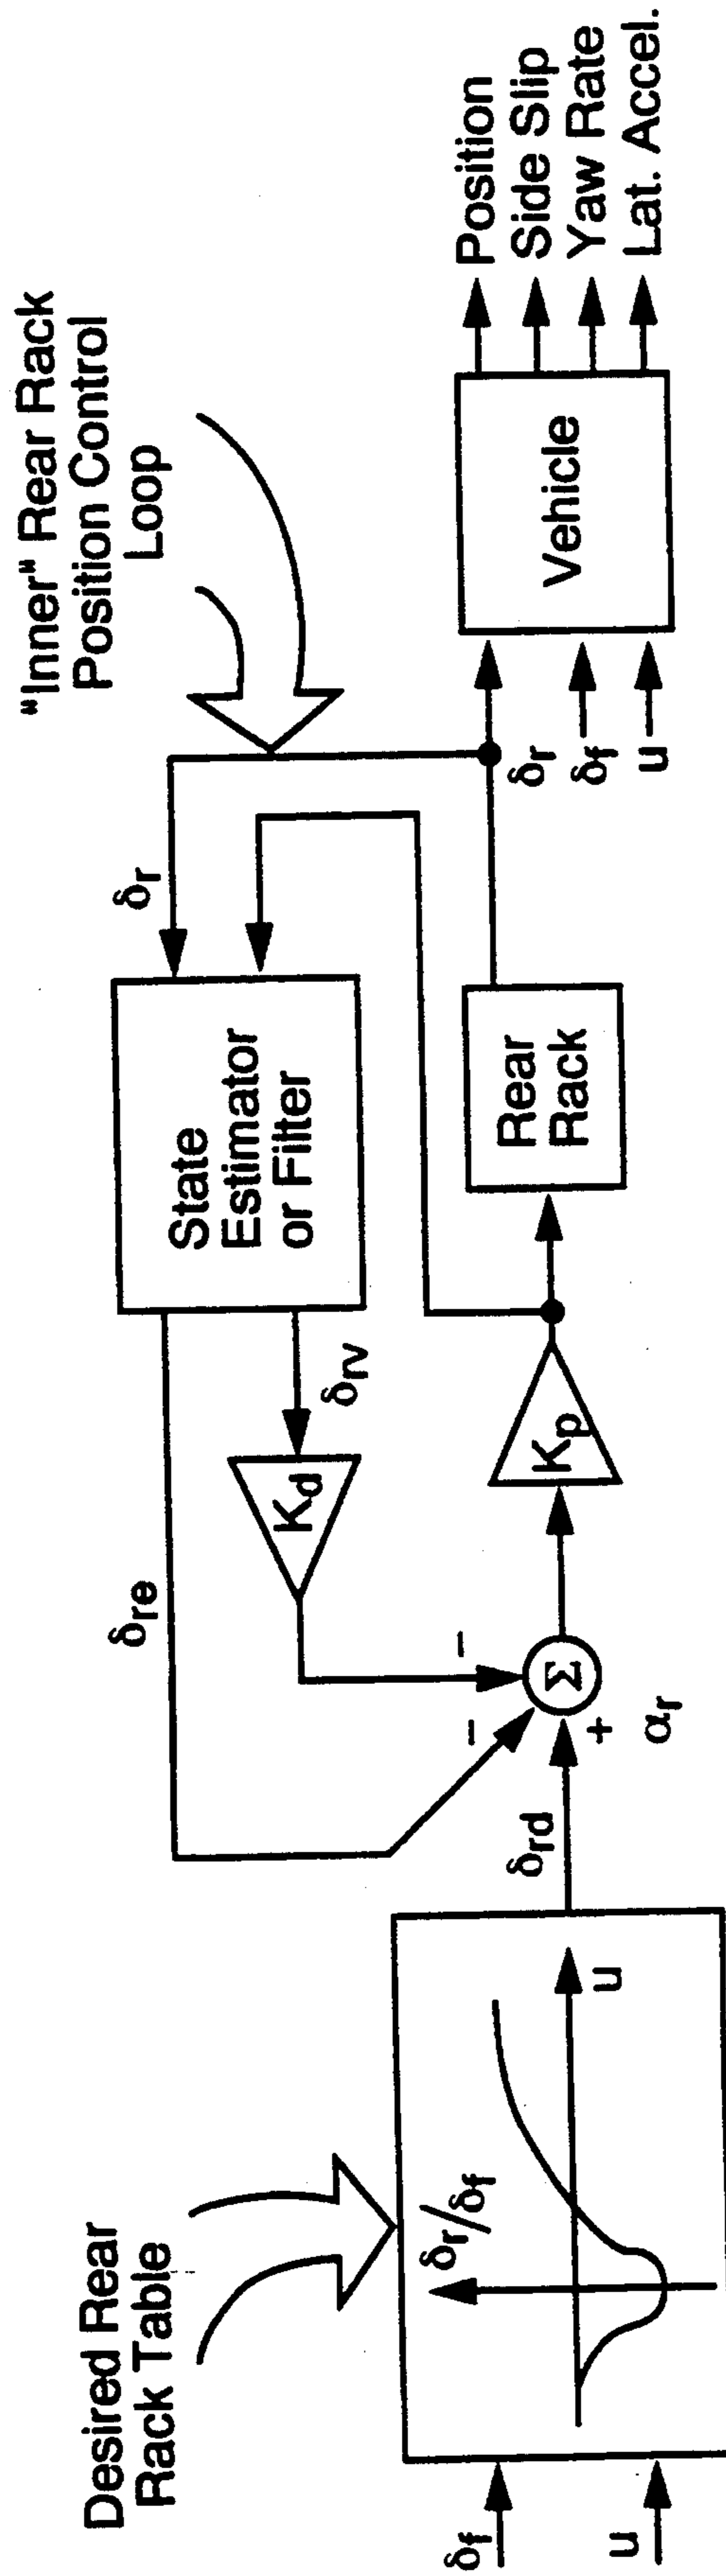 "Inner" Rear Rack
Position Control
Loop
Desired Rear
Rack Table
δf
u
δr/δf
u
δrd
+
−
−
αr
Σ
δre
Kd
δrv
State
Estimator
or Filter
δr
Kp
Rear
Rack
δr
δf
u
Vehicle
Position
Side Slip
Yaw Rate
Lat. Accel.